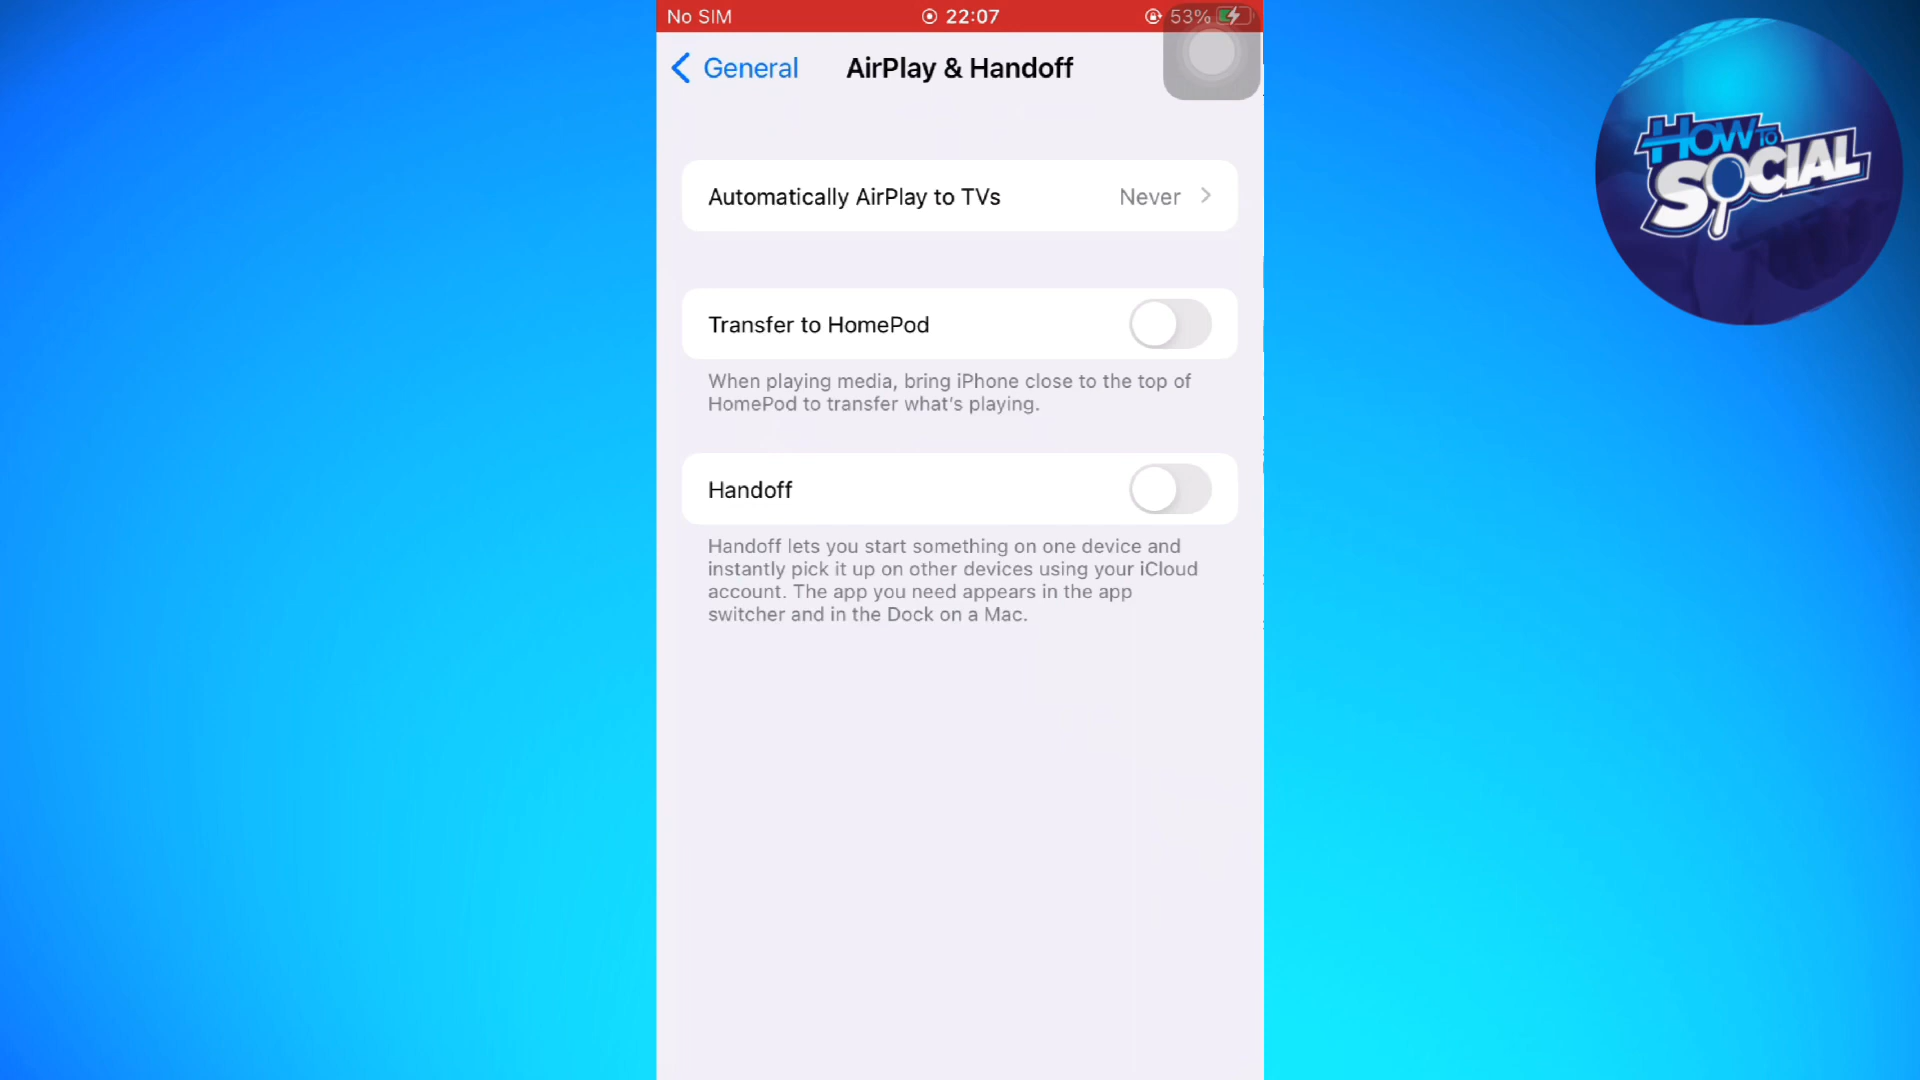 No SIM 22:07 53%
General AirPlay & Handoff
Automatically AirPlay to TVs Never
Transfer to HomePod
When playing media, bring iPhone close to the top of
HomePod to transfer what's playing.
Handoff
Handoff lets you start something on one device and
instantly pick it up on other devices using your iCloud
account. The app you need appears in the app
switcher and in the Dock on a Mac.
HOW TO
SOCIAL